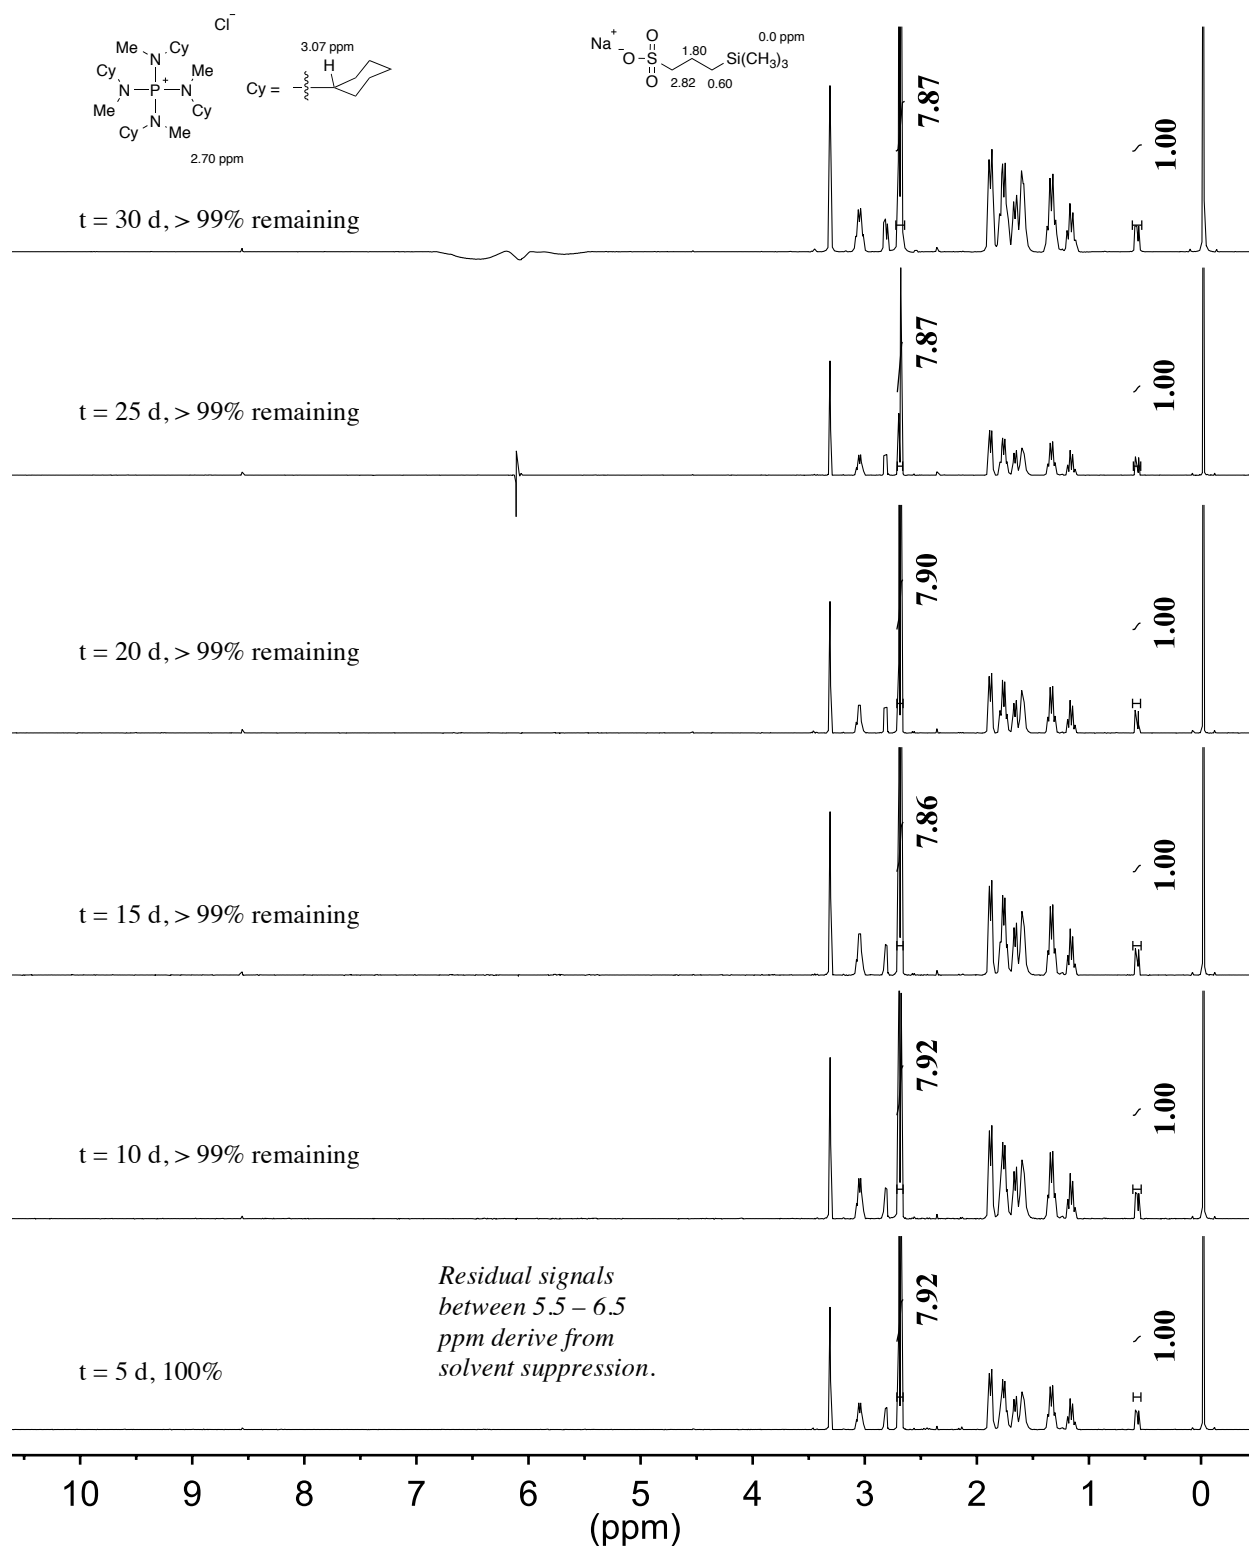 Cl⁻
Me N Cy
Cy Me
N P⁺ N
Me Cy
N
Cy Me
2.70 ppm
Cy =
3.07 ppm
H
Na⁺
O
⁻O S
O
1.80
2.82 0.60
0.0 ppm
Si(CH₃)₃
7.87
1.00
t = 30 d, > 99% remaining
7.87
1.00
t = 25 d, > 99% remaining
7.90
1.00
t = 20 d, > 99% remaining
7.86
1.00
t = 15 d, > 99% remaining
7.92
1.00
t = 10 d, > 99% remaining
Residual signals
between 5.5 – 6.5
ppm derive from
solvent suppression.
7.92
1.00
t = 5 d, 100%
10 9 8 7 6 5 4 3 2 1 0
(ppm)